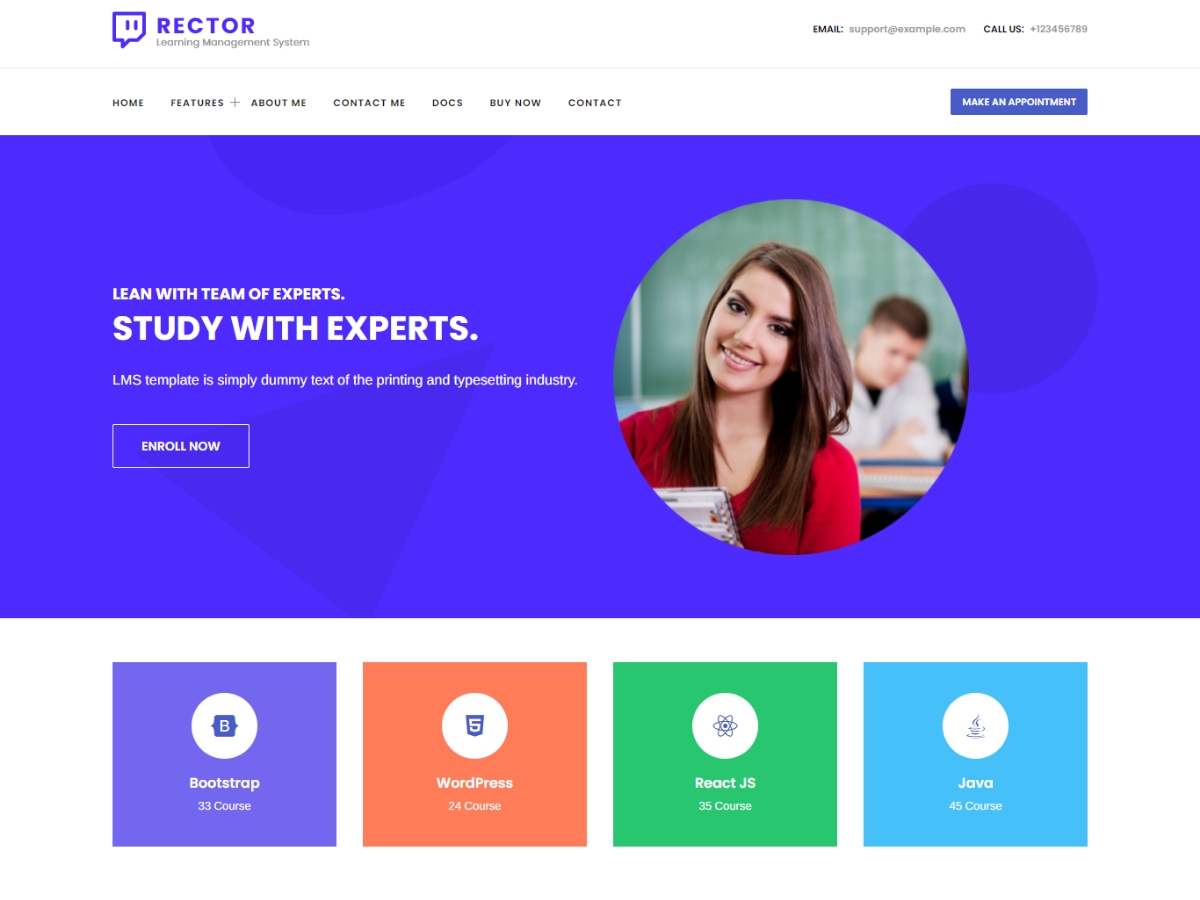 RECTOR
Learning Management System
EMAIL: support@example.com CALL US: +123456789
HOME FEATURES + ABOUT ME CONTACT ME DOCS BUY NOW CONTACT MAKE AN APPOINTMENT
LEAN WITH TEAM OF EXPERTS.
STUDY WITH EXPERTS.
LMS template is simply dummy text of the printing and typesetting industry.
ENROLL NOW
B
5
Bootstrap
33 Course
WordPress
24 Course
React JS
35 Course
Java
45 Course